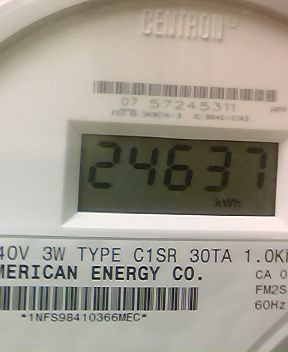 CENTRON®
07 57245311
24637
kWh
40V 3W TYPE C1SR 30TA 1.0K
MERICAN ENERGY CO.
CA 0
FM2S
60Hz
*1NFS98410366MEC*